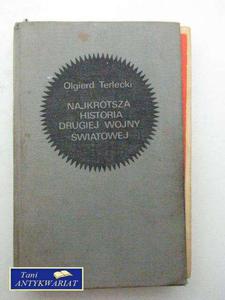 Olgierd Terlecki
NAJKRÓTSZA
HISTORIA
DRUGIEJ WOJNY
ŚWIATOWEJ
Tani
ANTYKWARIAT